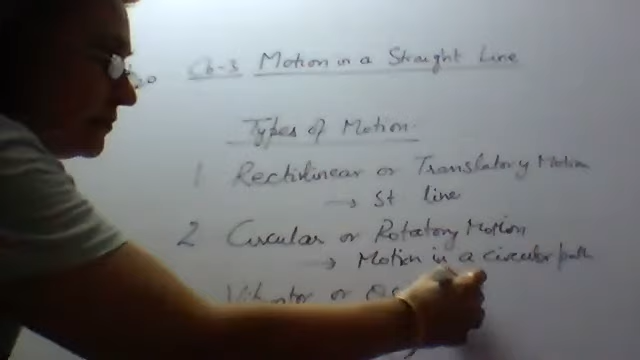 Ch-3 Motion in a Straight Line
Types of Motion
1 Rectilinear or Translatory Motion
→ St line
2 Circular or Rotatory Motion
→ Motion in a circular path
or